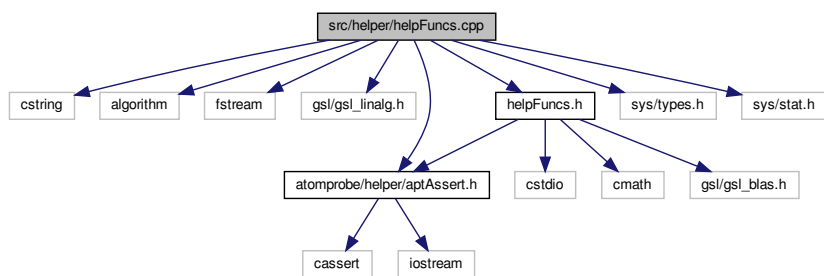 src/helper/helpFuncs.cpp
cstring
algorithm
fstream
gsl/gsl_linalg.h
helpFuncs.h
sys/types.h
sys/stat.h
atomprobe/helper/aptAssert.h
cstdio
cmath
gsl/gsl_blas.h
cassert
iostream